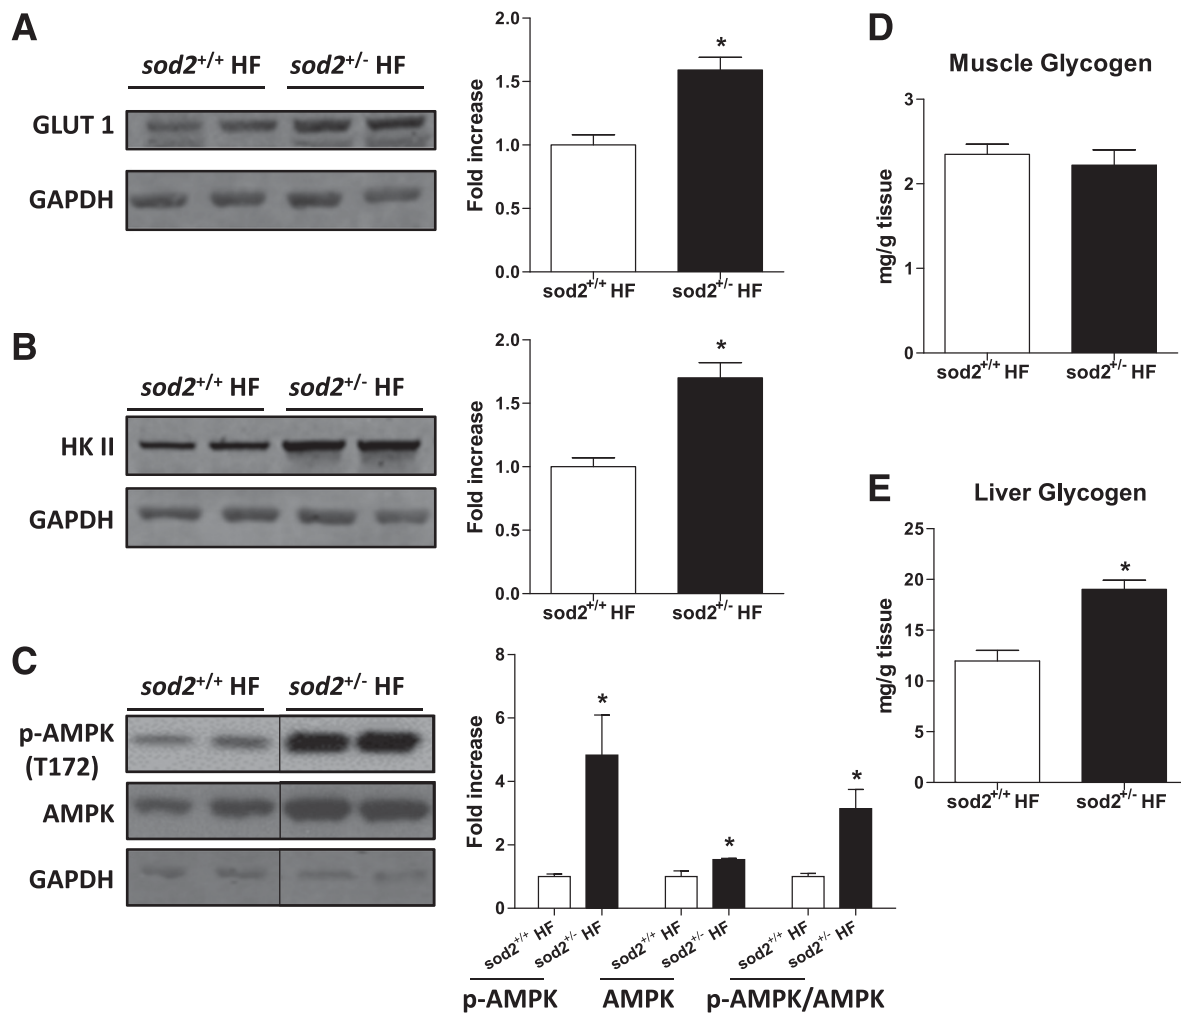 A
sod2+/+ HF sod2+/- HF
GLUT 1
GAPDH
2.0
1.5
1.0
0.5
0.0
Fold increase
*
sod2+/+ HF sod2+/- HF
B
sod2+/+ HF sod2+/- HF
HK II
GAPDH
2.0
1.5
1.0
0.5
0.0
Fold increase
*
sod2+/+ HF sod2+/- HF
C
sod2+/+ HF sod2+/- HF
p-AMPK
(T172)
AMPK
GAPDH
8
6
4
2
0
Fold increase
* * *
sod2+/+ HF sod2+/- HF sod2+/+ HF sod2+/- HF sod2+/+ HF sod2+/- HF
p-AMPK AMPK p-AMPK/AMPK
D
Muscle Glycogen
3
2
1
0
mg/g tissue
sod2+/+ HF sod2+/- HF
E
Liver Glycogen
25
20
15
10
5
0
mg/g tissue
*
sod2+/+ HF sod2+/- HF